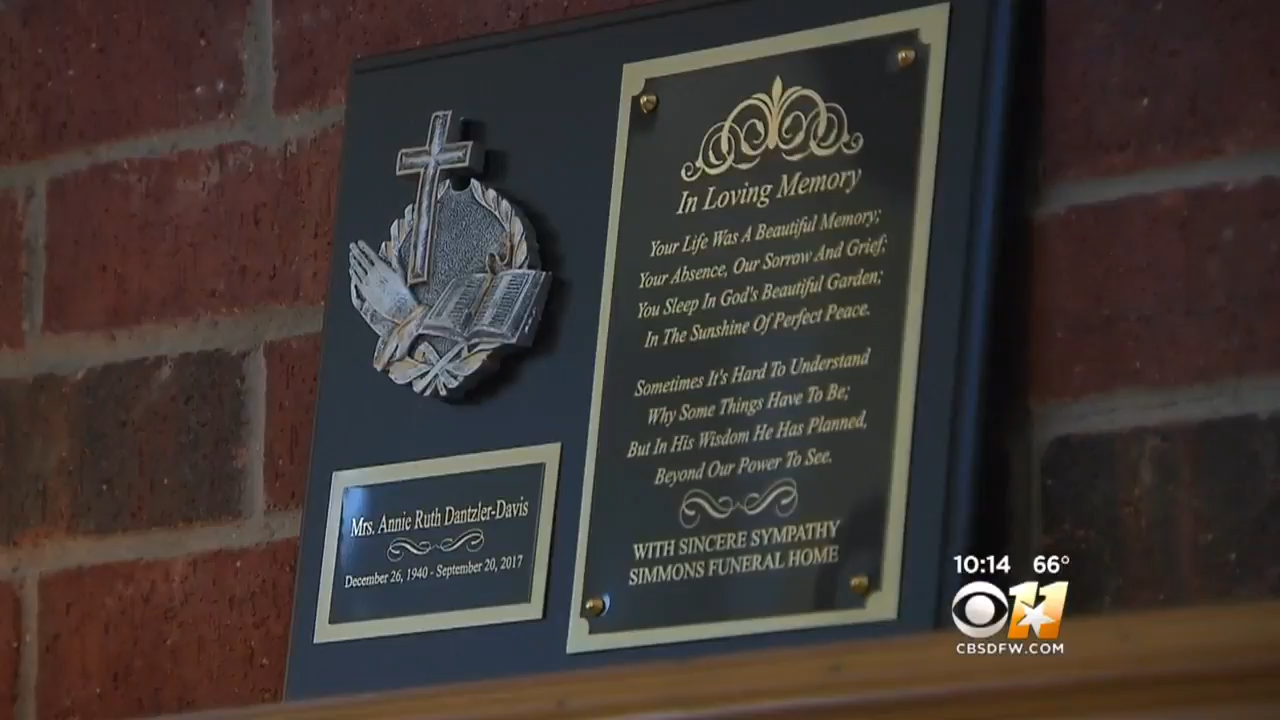 In Loving Memory
Your Life Was A Beautiful Memory;
Your Absence, Our Sorrow And Grief;
You Sleep In God's Beautiful Garden;
In The Sunshine Of Perfect Peace.
Sometimes It's Hard To Understand
Why Some Things Have To Be;
But In His Wisdom He Has Planned,
Beyond Our Power To See.
WITH SINCERE SYMPATHY
SIMMONS FUNERAL HOME
Mrs. Annie Ruth Dantzler-Davis
December 26, 1940 - September 20, 2017
10:14 66°
11
CBSDFW.COM